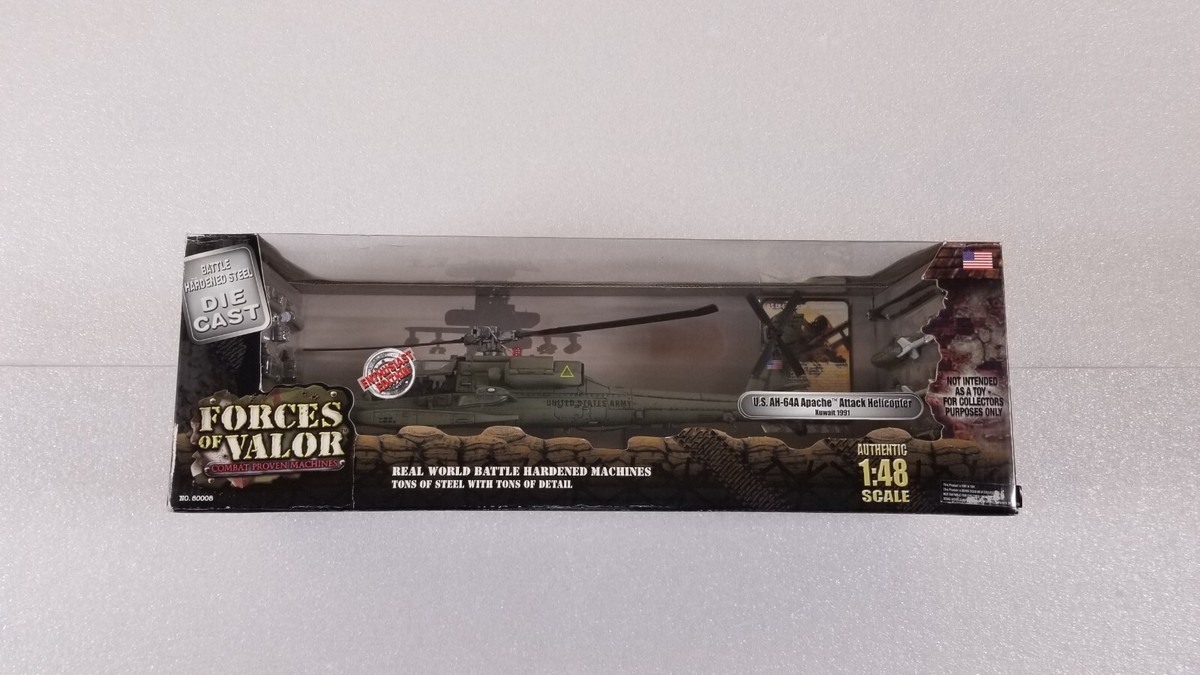 BATTLE
HARDENED STEEL
DIE
CAST
ENTHUSIAST
EDITION
FORCES
OF VALOR
COMBAT PROVEN MACHINES
NO. 80008
UNITED STATES ARMY
REAL WORLD BATTLE HARDENED MACHINES
TONS OF STEEL WITH TONS OF DETAIL
U.S. AH-64A Apache™ Attack Helicopter
Kuwait 1991
NOT INTENDED
AS A TOY -
FOR COLLECTORS
PURPOSES ONLY
AUTHENTIC
1:48
SCALE